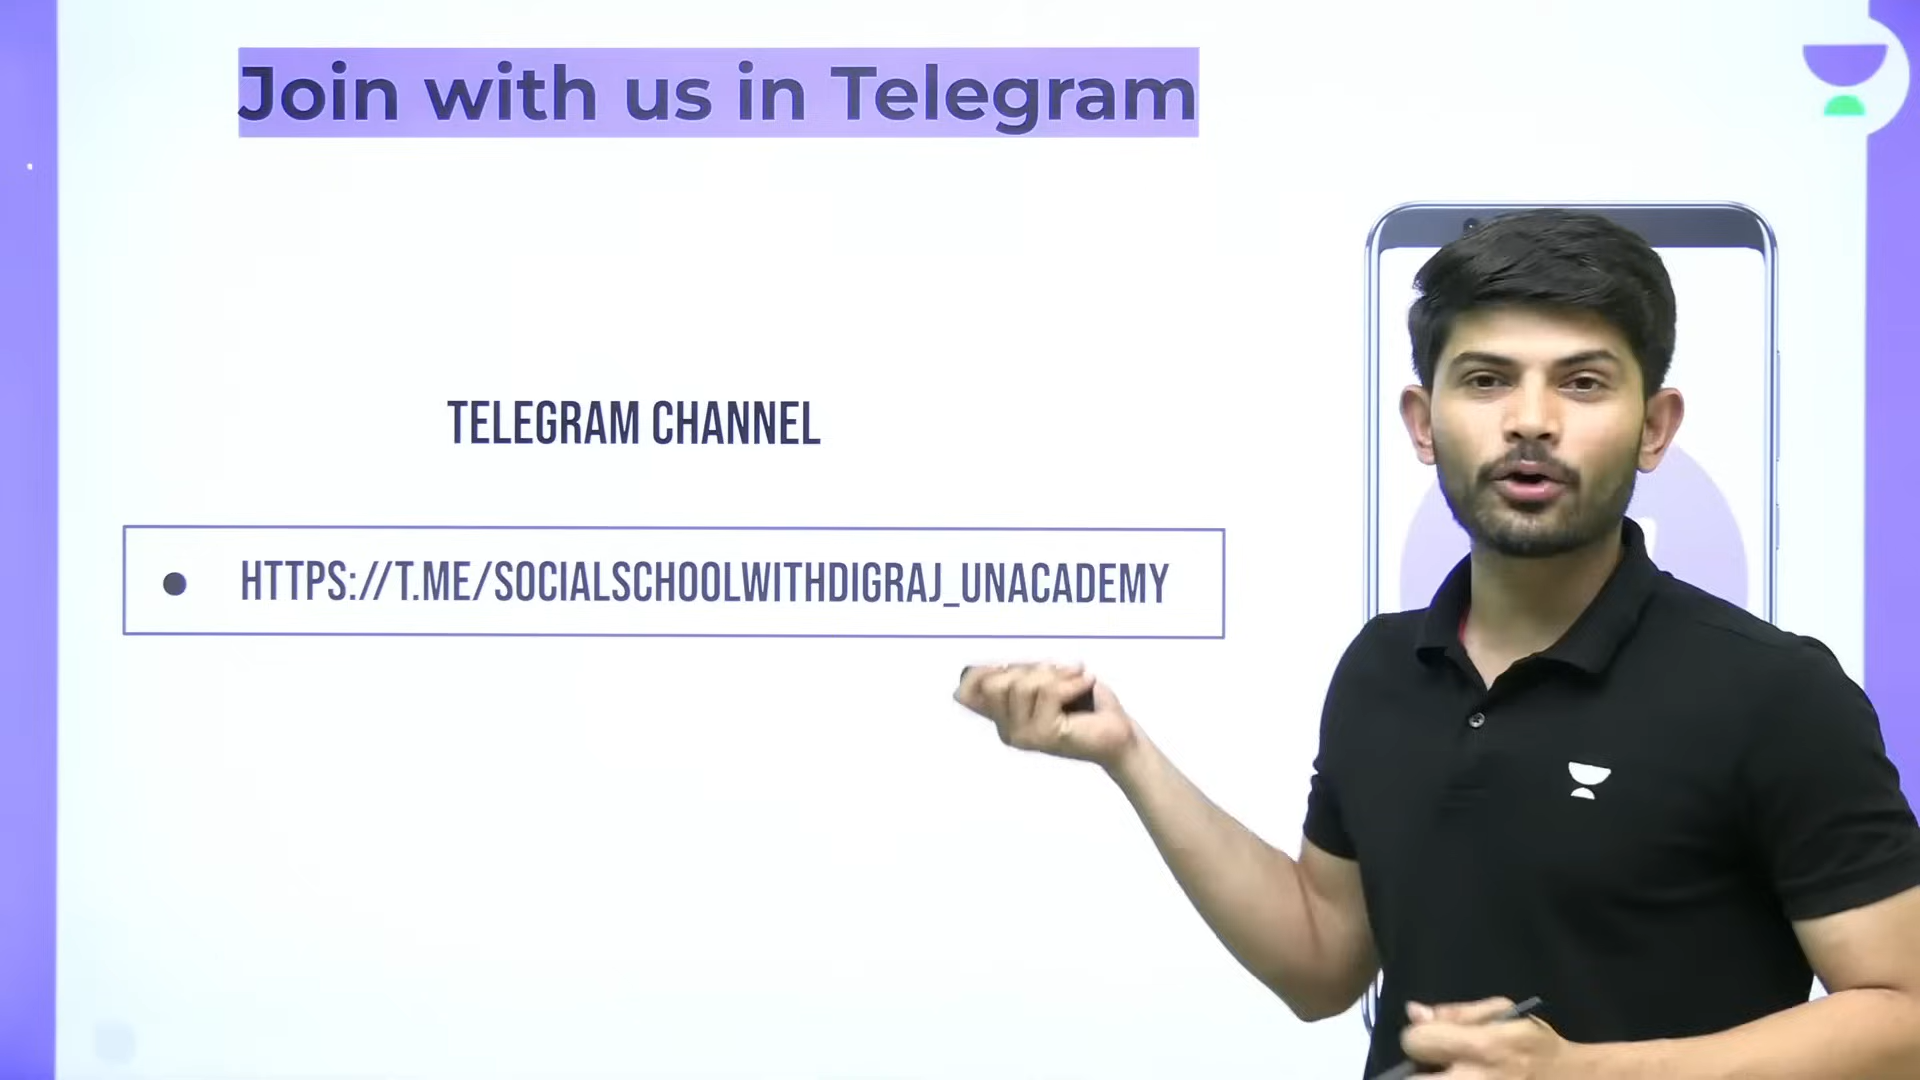 Join with us in Telegram
TELEGRAM CHANNEL
HTTPS://T.ME/SOCIALSCHOOLWITHDIGRAJ_UNACADEMY